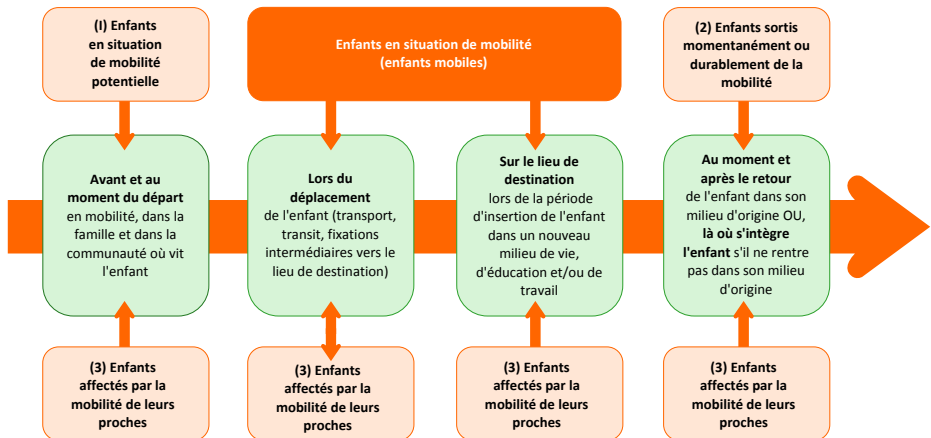 (I) Enfants
en situation
de mobilité
potentielle
Enfants en situation de mobilité
(enfants mobiles)
(2) Enfants sortis
momentanément ou
durablement de la
mobilité
Avant et au
moment du départ
en mobilité, dans la
famille et dans la
communauté où vit
l'enfant
Lors du
déplacement
de l'enfant (transport,
transit, fixations
intermédiaires vers le
lieu de destination)
Sur le lieu de
destination
lors de la période
d'insertion de l'enfant
dans un nouveau
milieu de vie,
d'éducation et/ou de
travail
Au moment et
après le retour
de l'enfant dans son
milieu d'origine OU,
là où s'intègre
l'enfant s'il ne rentre
pas dans son milieu
d'origine
(3) Enfants
affectés par la
mobilité de leurs
proches
(3) Enfants
affectés par la
mobilité de leurs
proches
(3) Enfants
affectés par la
mobilité de leurs
proches
(3) Enfants
affectés par la
mobilité de leurs
proches